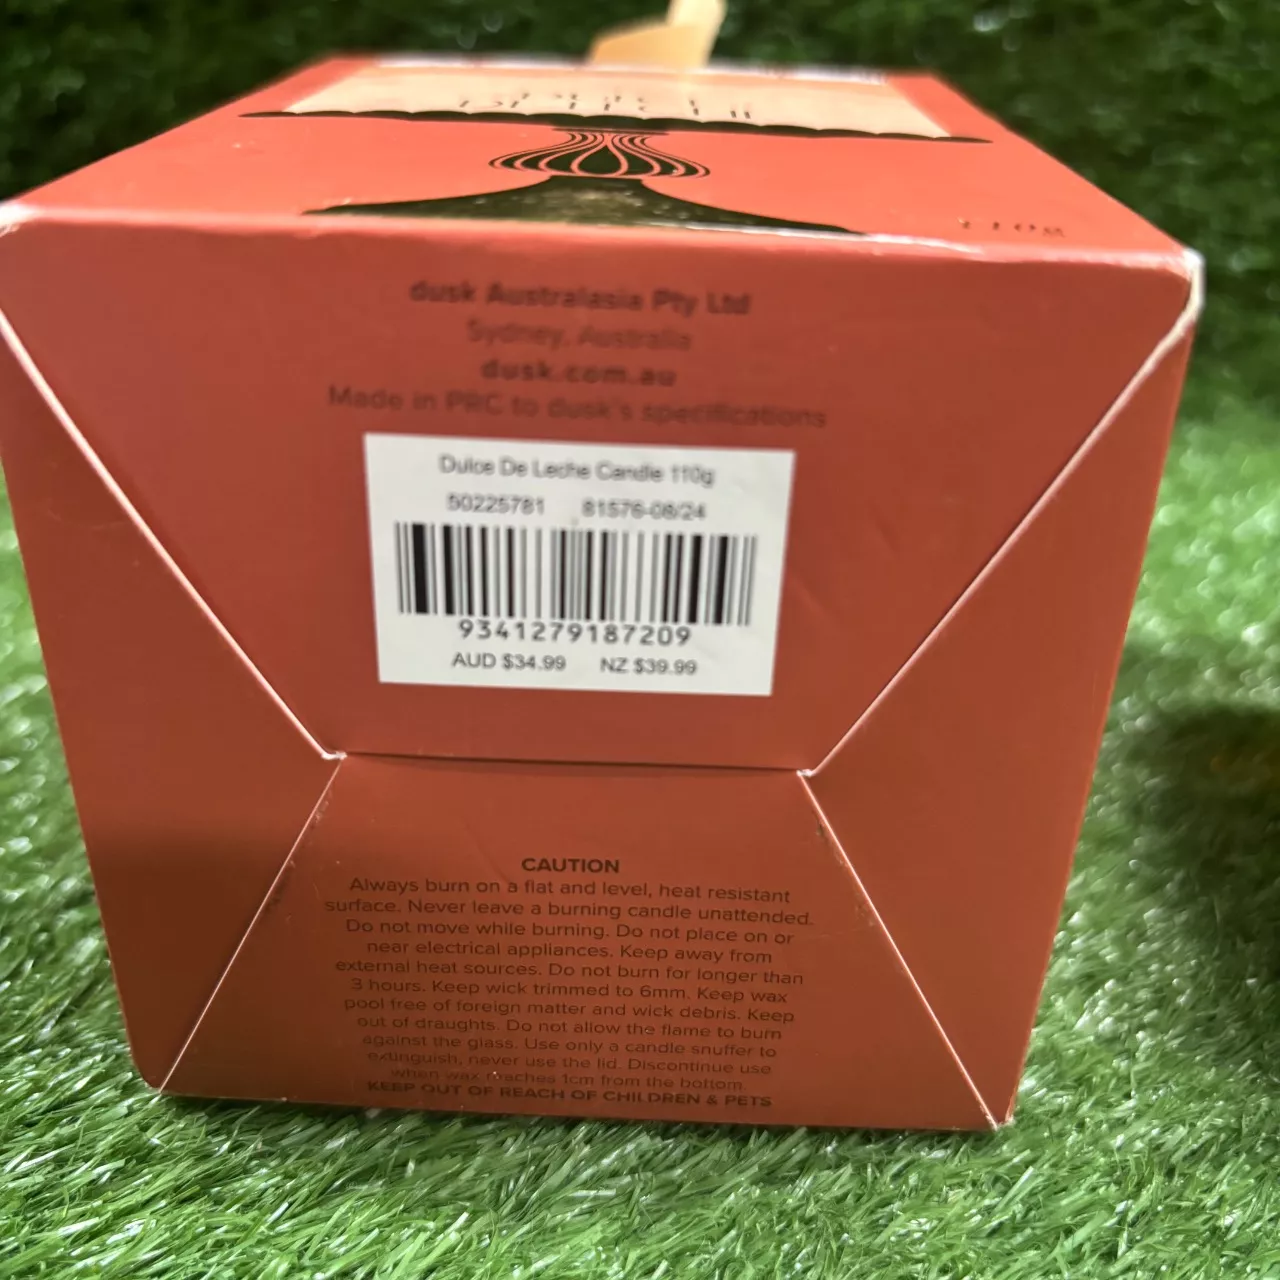 110g
dusk Australasia Pty Ltd
Sydney, Australia
dusk.com.au
Made in PRC to dusk's specifications
Dulce De Leche Candle 110g
50225781 81576-08/24
9341279187209
AUD $34.99 NZ $39.99
CAUTION
Always burn on a flat and level, heat resistant
surface. Never leave a burning candle unattended.
Do not move while burning. Do not place on or
near electrical appliances. Keep away from
external heat sources. Do not burn for longer than
3 hours. Keep wick trimmed to 6mm. Keep wax
pool free of foreign matter and wick debris. Keep
out of draughts. Do not allow the flame to burn
against the glass. Use only a candle snuffer to
extinguish, never use the lid. Discontinue use
when wax reaches 1cm from the bottom.
KEEP OUT OF REACH OF CHILDREN & PETS